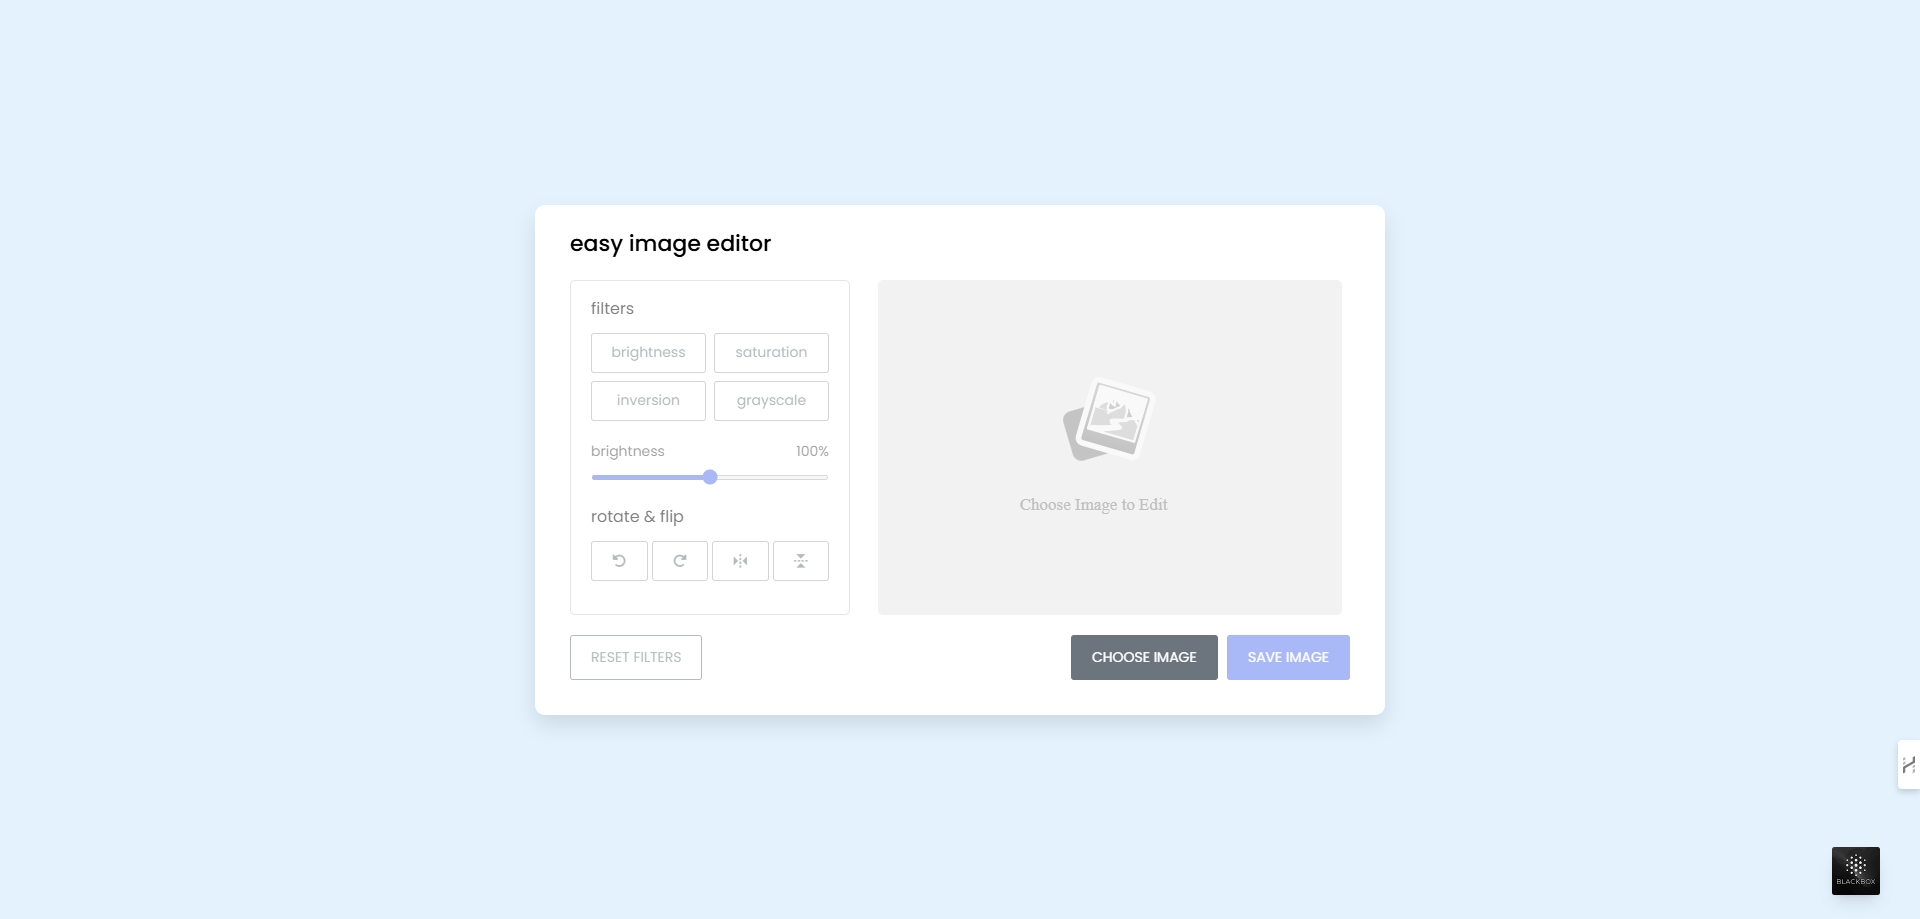 easy image editor
filters
brightness
saturation
inversion
grayscale
brightness
100%
rotate & flip
Choose Image to Edit
RESET FILTERS
CHOOSE IMAGE
SAVE IMAGE
BLACKBOX